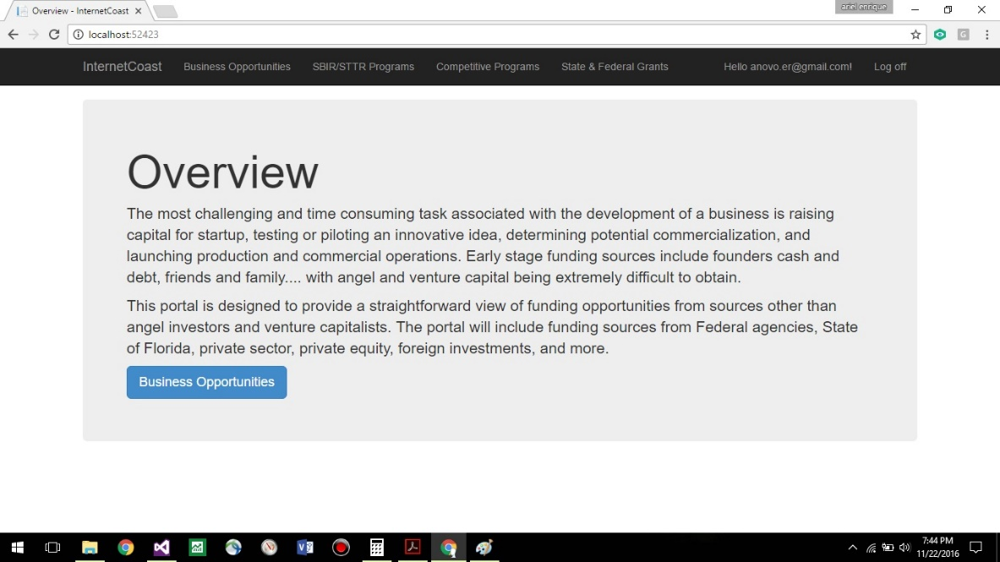 Overview - InternetCoast
ariel enrique
localhost:52423
InternetCoast Business Opportunities SBIR/STTR Programs Competitive Programs State & Federal Grants Hello anovo.er@gmail.com! Log off
Overview
The most challenging and time consuming task associated with the development of a business is raising
capital for startup, testing or piloting an innovative idea, determining potential commercialization, and
launching production and commercial operations. Early stage funding sources include founders cash and
debt, friends and family.... with angel and venture capital being extremely difficult to obtain.
This portal is designed to provide a straightforward view of funding opportunities from sources other than
angel investors and venture capitalists. The portal will include funding sources from Federal agencies, State
of Florida, private sector, private equity, foreign investments, and more.
Business Opportunities
7:44 PM
11/22/2016